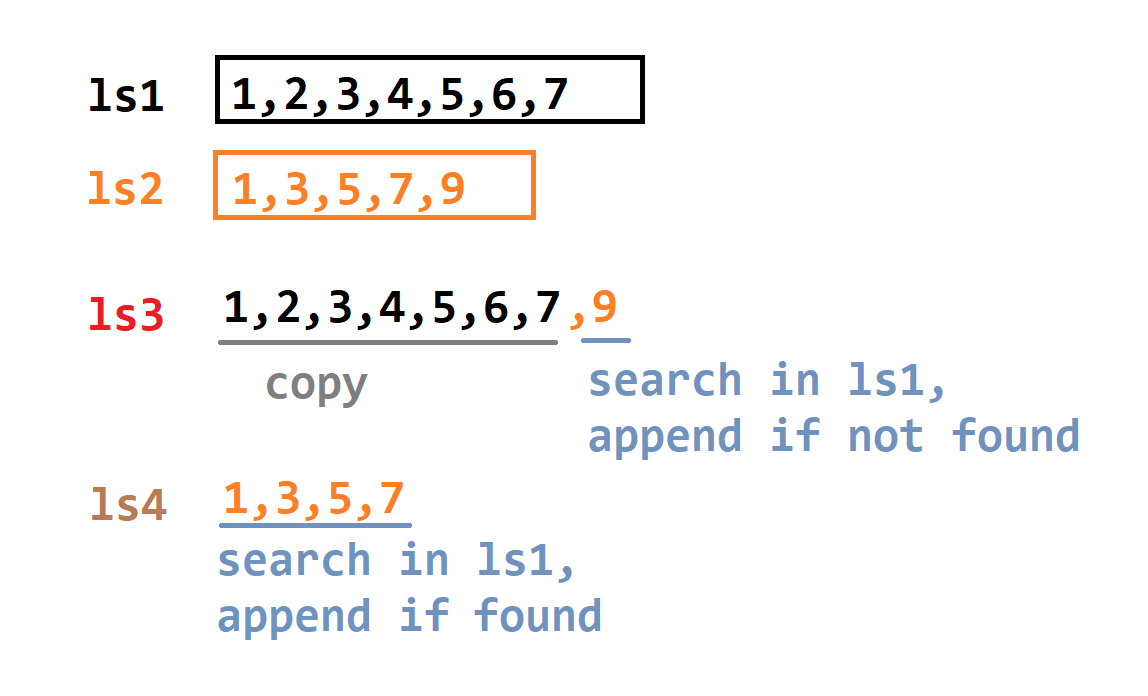 ls1 1,2,3,4,5,6,7
ls2 1,3,5,7,9
ls3 1,2,3,4,5,6,7,9
copy
search in ls1,
append if not found
ls4 1,3,5,7
search in ls1,
append if found